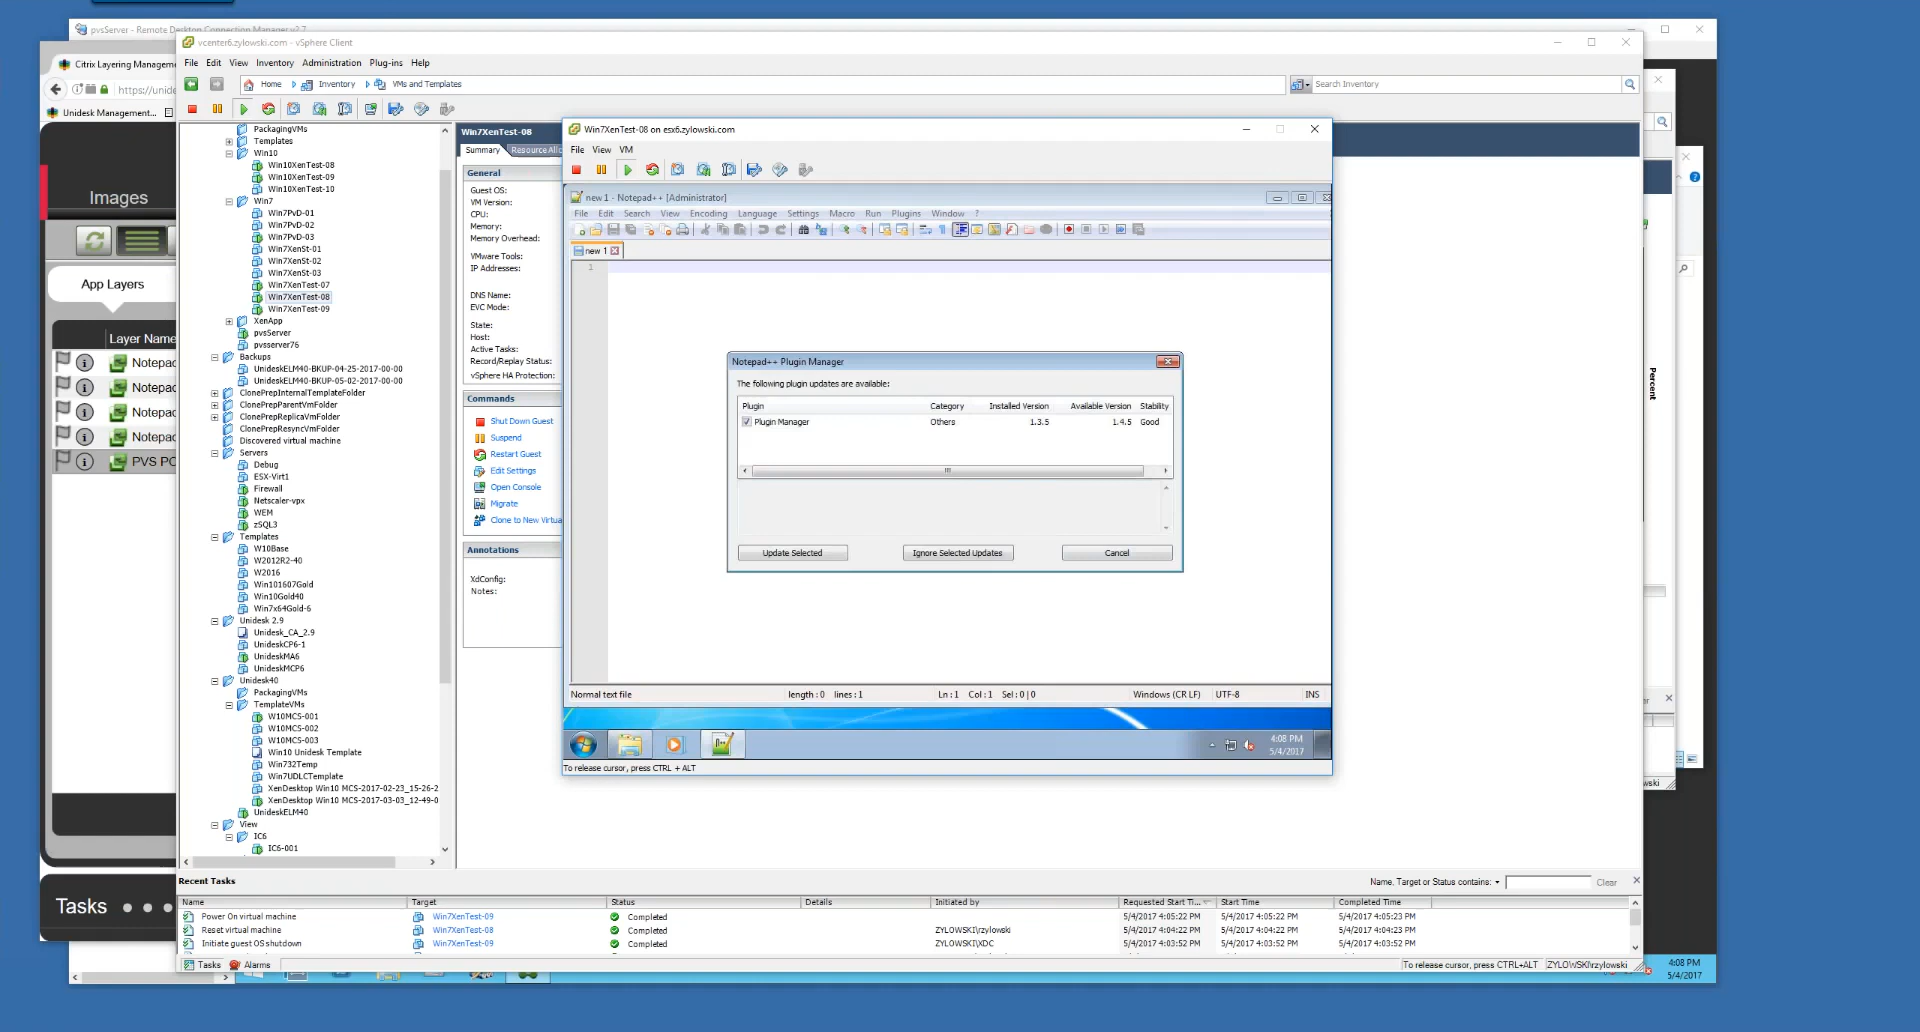 pvsServer - Remote Desktop Connection Manager v2.7
vcenter6.zylowski.com - vSphere Client
Citrix Layering Manageme
https://unide
Unidesk Management...
Images
App Layers
Layer Name
Notepad
Notepad
Notepad
Notepad
PVS PC
Tasks
File Edit View Inventory Administration Plug-ins Help
Home Inventory VMs and Templates
Search Inventory
PackagingVMs
Templates
Win10
Win10XenTest-08
Win10XenTest-09
Win10XenTest-10
Win7
Win7PvD-01
Win7PvD-02
Win7PvD-03
Win7XenSt-01
Win7XenSt-02
Win7XenSt-03
Win7XenTest-07
Win7XenTest-08
Win7XenTest-09
XenApp
pvsServer
pvsserver76
Backups
UnideskELM40-BKUP-04-25-2017-00-00
UnideskELM40-BKUP-05-02-2017-00-00
ClonePrepInternalTemplateFolder
ClonePrepParentVmFolder
ClonePrepReplicaVmFolder
ClonePrepResyncVmFolder
Discovered virtual machine
Servers
Debug
ESX-Virt1
Firewall
Netscaler-vpx
WEM
zSQL3
Templates
W10Base
W2012R2-40
W2016
Win101607Gold
Win10Gold40
Win7x64Gold-6
Unidesk 2.9
Unidesk_CA_2.9
UnideskCP6-1
UnideskMA6
UnideskMCP6
Unidesk40
PackagingVMs
TemplateVMs
W10MCS-001
W10MCS-002
W10MCS-003
Win10 Unidesk Template
Win732Temp
Win7UDLCTemplate
XenDesktop Win10 MCS-2017-02-23_15-26-2
XenDesktop Win10 MCS-2017-03-03_12-49-0
UnideskELM40
View
IC6
IC6-001
Win7XenTest-08
Summary Resource Allo
General
Guest OS:
VM Version:
CPU:
Memory:
Memory Overhead:
VMware Tools:
IP Addresses:
DNS Name:
EVC Mode:
State:
Host:
Active Tasks:
Record/Replay Status:
vSphere HA Protection:
Commands
Shut Down Guest
Suspend
Restart Guest
Edit Settings
Open Console
Migrate
Clone to New Virtua
Annotations
XdConfig:
Notes:
Win7XenTest-08 on esx6.zylowski.com
File View VM
new 1 - Notepad++ [Administrator]
File Edit Search View Encoding Language Settings Macro Run Plugins Window ?
new 1
1
Notepad++ Plugin Manager
The following plugin updates are available:
Plugin Category Installed Version Available Version Stability
Plugin Manager Others 1.3.5 1.4.5 Good
Update Selected Ignore Selected Updates Cancel
Normal text file length : 0 lines : 1 Ln : 1 Col : 1 Sel : 0 | 0 Windows (CR LF) UTF-8 INS
4:08 PM
5/4/2017
To release cursor, press CTRL + ALT
Percent
wski
Recent Tasks
Name, Target or Status contains: Clear
Name Target Status Details Initiated by Requested Start Ti... Start Time Completed Time
Power On virtual machine Win7XenTest-09 Completed 5/4/2017 4:05:22 PM 5/4/2017 4:05:22 PM 5/4/2017 4:05:23 PM
Reset virtual machine Win7XenTest-08 Completed ZYLOWSKI\rzylowski 5/4/2017 4:04:22 PM 5/4/2017 4:04:22 PM 5/4/2017 4:04:23 PM
Initiate guest OS shutdown Win7XenTest-09 Completed ZYLOWSKI\XDC 5/4/2017 4:03:52 PM 5/4/2017 4:03:52 PM 5/4/2017 4:03:52 PM
Tasks Alarms
To release cursor, press CTRL+ALT ZYLOWSKI\rzylowski
4:08 PM
5/4/2017